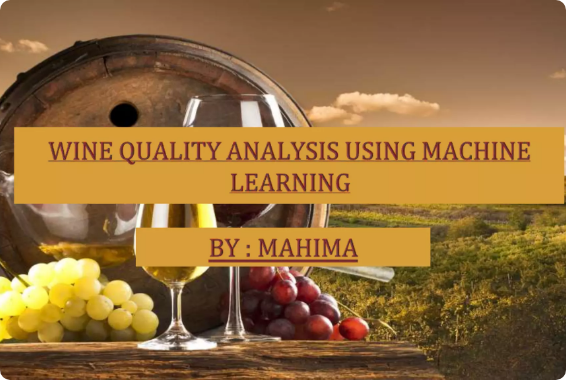 WINE QUALITY ANALYSIS USING MACHINE
LEARNING
BY : MAHIMA